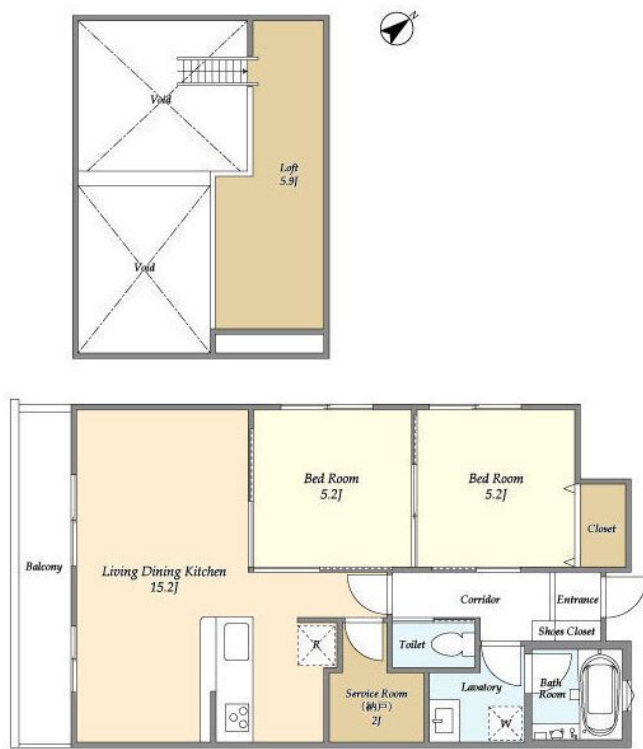 N
Void
Loft
5.9J
Void
Bed Room
5.2J
Bed Room
5.2J
Closet
Balcony
Living Dining Kitchen
15.2J
Corridor
Entrance
Shoes Closet
R
Toilet
Service Room
(納戸)
2J
Lavatory
W
Bath
Room